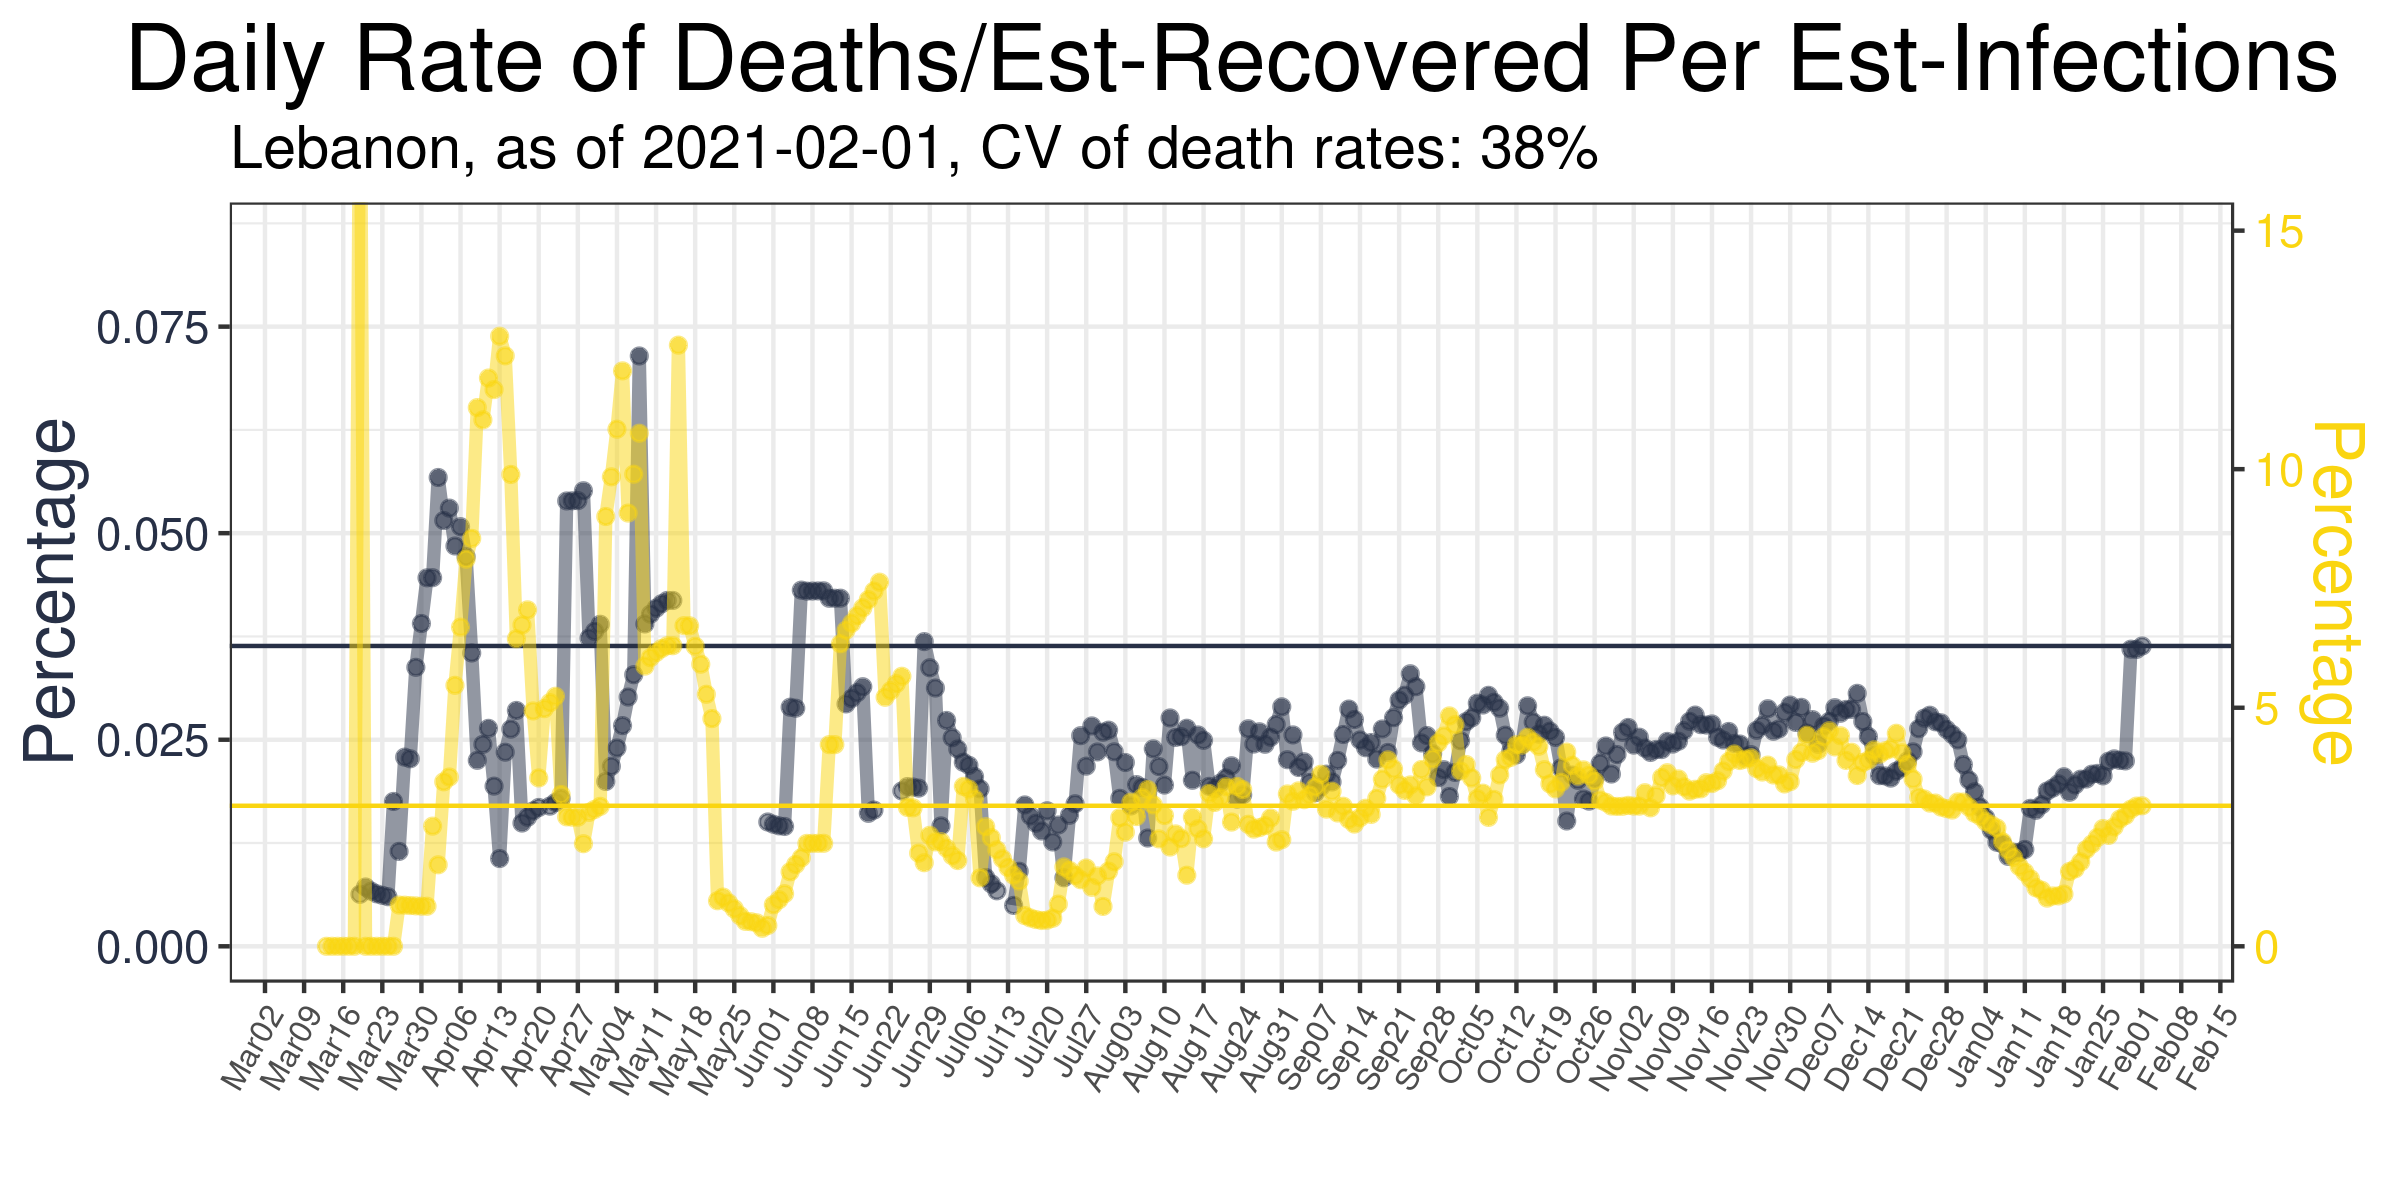 Daily Rate of Deaths/Est-Recovered Per Est-Infections
Lebanon, as of 2021-02-01, CV of death rates: 38%
Percentage
0.075
0.050
0.025
0.000
15
10
5
0
Percentage
Mar02
Mar09
Mar16
Mar23
Mar30
Apr06
Apr13
Apr20
Apr27
May04
May11
May18
May25
Jun01
Jun08
Jun15
Jun22
Jun29
Jul06
Jul13
Jul20
Jul27
Aug03
Aug10
Aug17
Aug24
Aug31
Sep07
Sep14
Sep21
Sep28
Oct05
Oct12
Oct19
Oct26
Nov02
Nov09
Nov16
Nov23
Nov30
Dec07
Dec14
Dec21
Dec28
Jan04
Jan11
Jan18
Jan25
Feb01
Feb08
Feb15